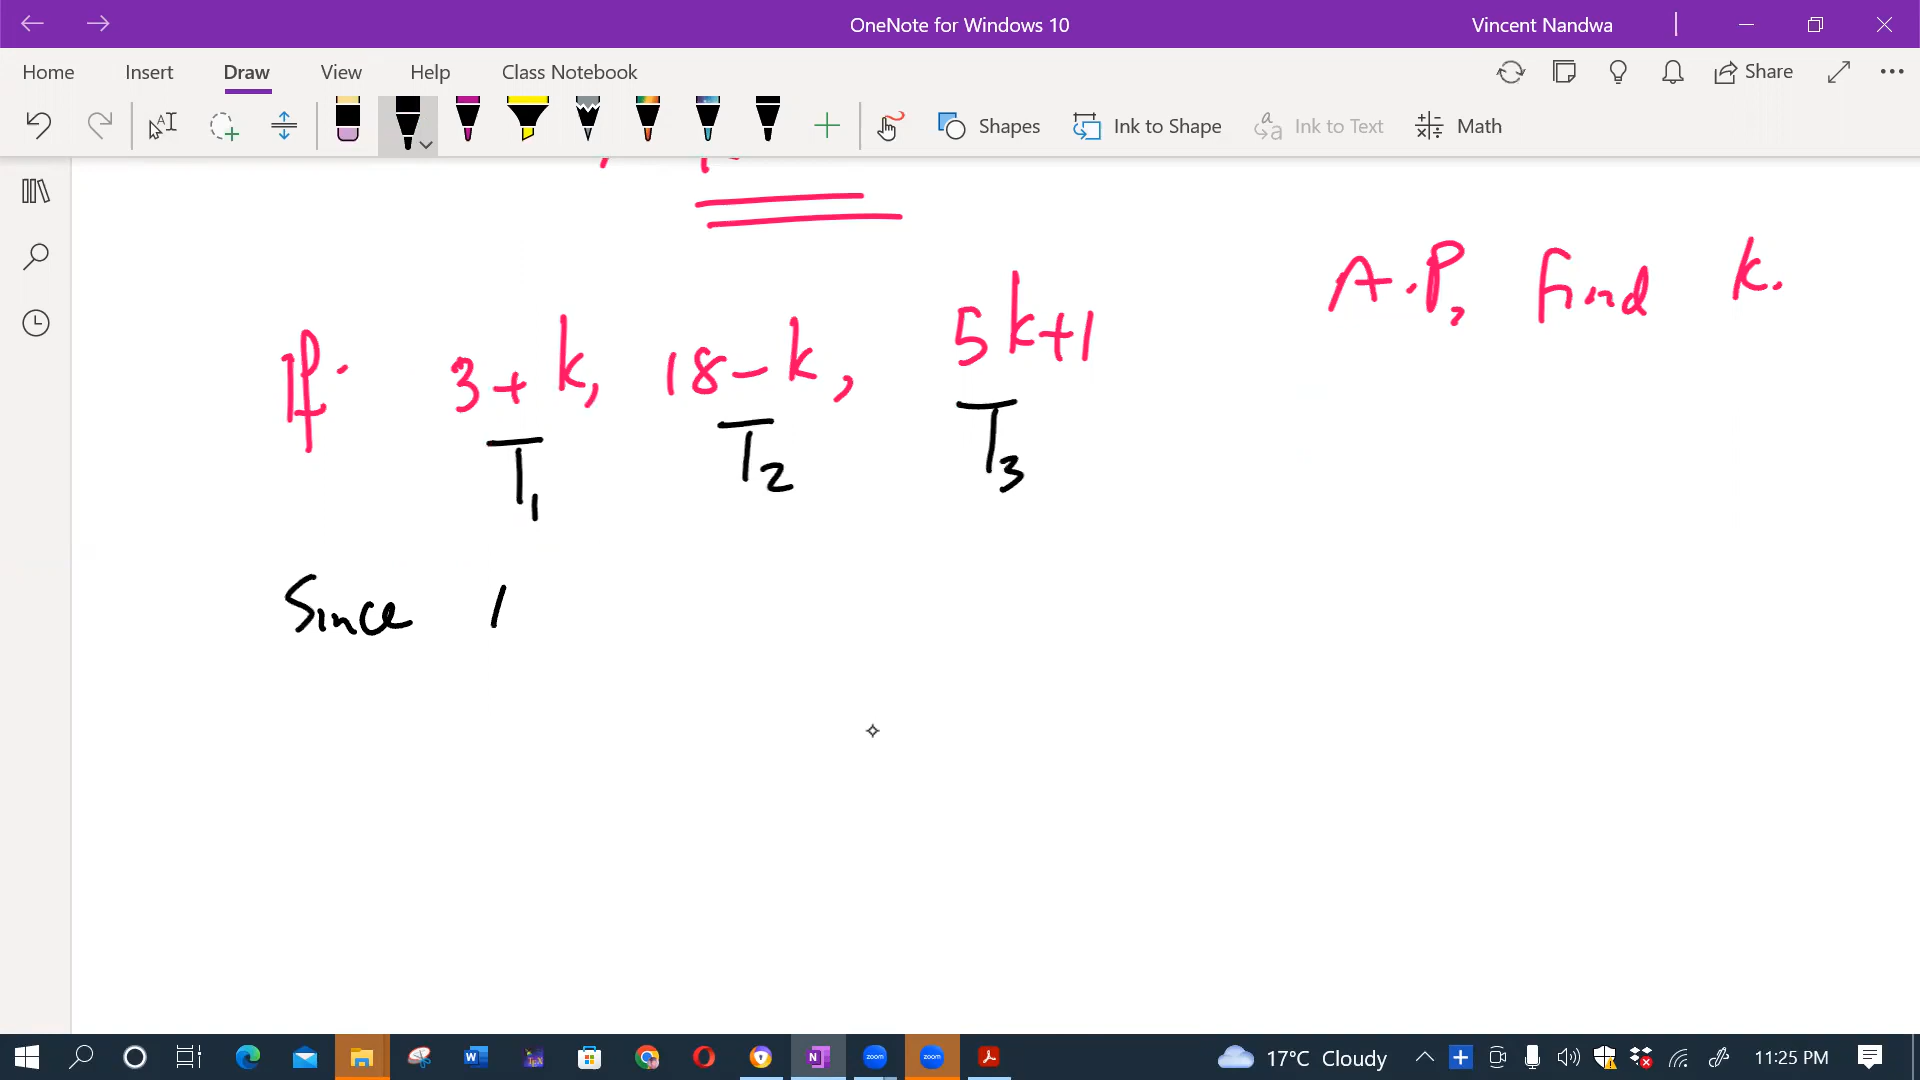 OneNote for Windows 10
Vincent Nandwa
Home Insert Draw View Help Class Notebook Share
Shapes Ink to Shape Ink to Text Math
A.P, find k.
If 3 + k, 18 - k, 5k+1
T1 T2 T3
Since
17°C Cloudy 11:25 PM